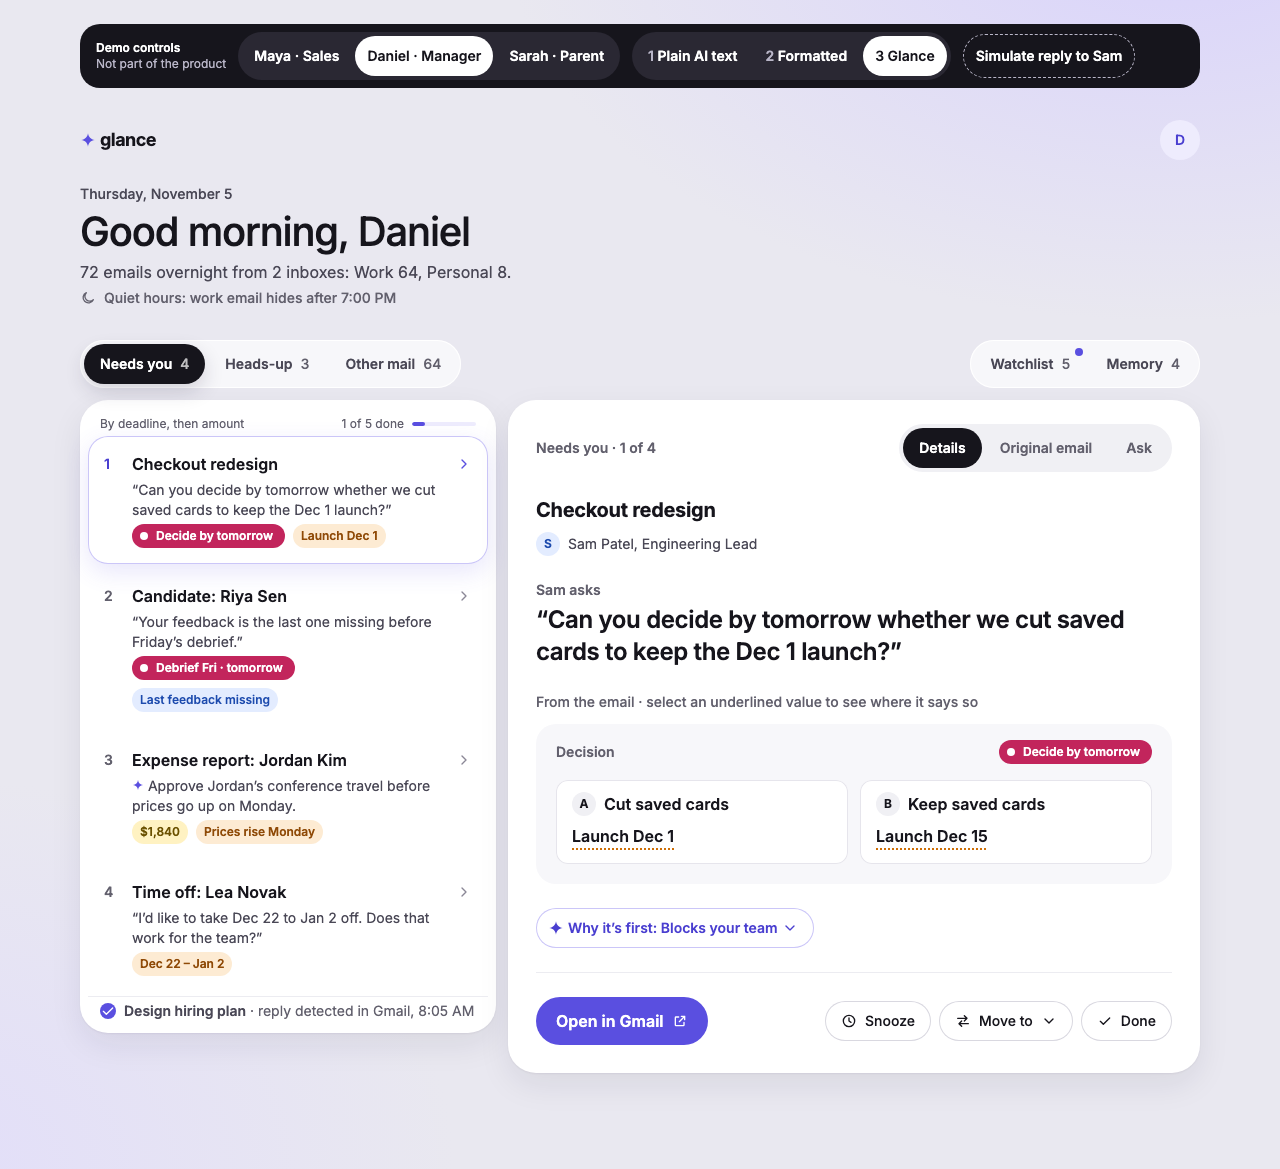 Demo controls
Not part of the product
Maya · Sales
Daniel · Manager
Sarah · Parent
1 Plain AI text
2 Formatted
3 Glance
Simulate reply to Sam
glance
D
Thursday, November 5
Good morning, Daniel
72 emails overnight from 2 inboxes: Work 64, Personal 8.
Quiet hours: work email hides after 7:00 PM
Needs you 4
Heads-up 3
Other mail 64
Watchlist 5
Memory 4
By deadline, then amount
1 of 5 done
1
Checkout redesign
“Can you decide by tomorrow whether we cut
saved cards to keep the Dec 1 launch?”
Decide by tomorrow
Launch Dec 1
2
Candidate: Riya Sen
“Your feedback is the last one missing before
Friday’s debrief.”
Debrief Fri · tomorrow
Last feedback missing
3
Expense report: Jordan Kim
Approve Jordan’s conference travel before
prices go up on Monday.
$1,840
Prices rise Monday
4
Time off: Lea Novak
“I’d like to take Dec 22 to Jan 2 off. Does that
work for the team?”
Dec 22 – Jan 2
Design hiring plan · reply detected in Gmail, 8:05 AM
Needs you · 1 of 4
Details
Original email
Ask
Checkout redesign
S
Sam Patel, Engineering Lead
Sam asks
“Can you decide by tomorrow whether we cut saved
cards to keep the Dec 1 launch?”
From the email · select an underlined value to see where it says so
Decision
Decide by tomorrow
A Cut saved cards
Launch Dec 1
B Keep saved cards
Launch Dec 15
Why it’s first: Blocks your team
Open in Gmail
Snooze
Move to
Done